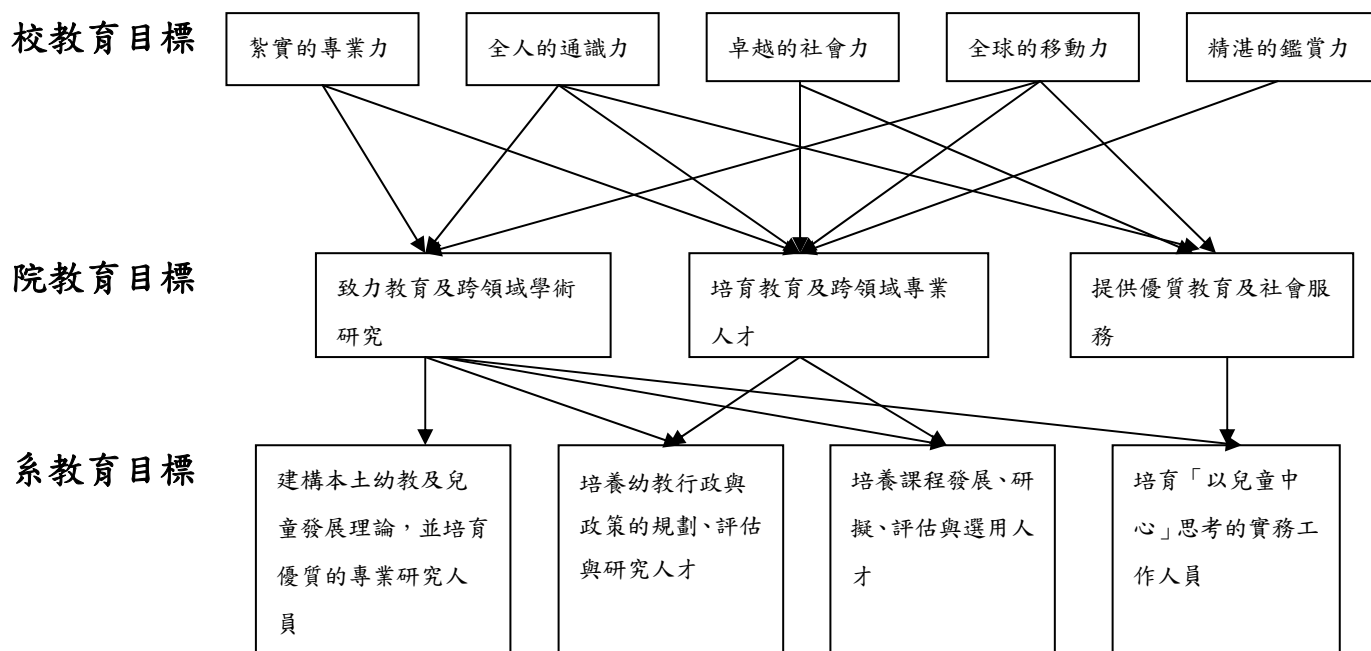 校教育目標
紮實的專業力
全人的通識力
卓越的社會力
全球的移動力
精湛的鑑賞力
院教育目標
致力教育及跨領域學術
研究
培育教育及跨領域專業
人才
提供優質教育及社會服
務
系教育目標
建構本土幼教及兒
童發展理論，並培育
優質的專業研究人
員
培養幼教行政與
政策的規劃、評估
與研究人才
培養課程發展、研
擬、評估與選用人
才
培育「以兒童中
心」思考的實務工
作人員